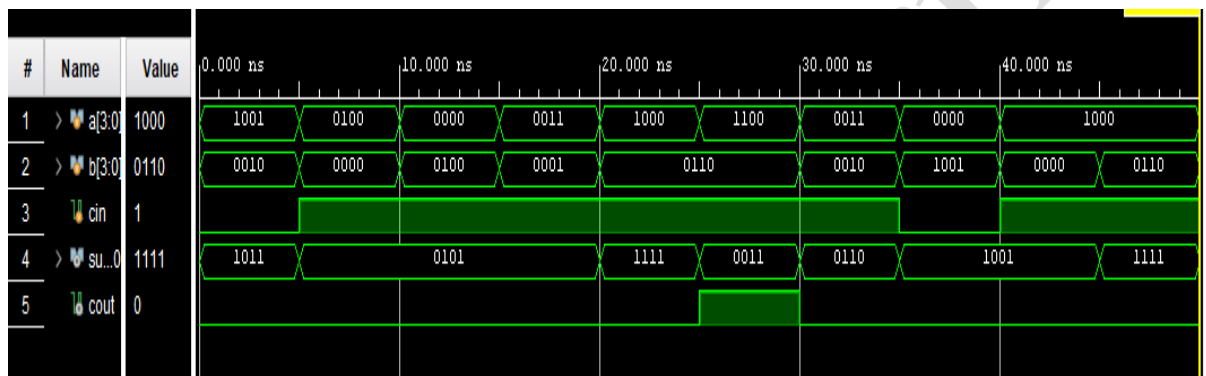 # Name Value 0.000 ns 10.000 ns 20.000 ns 30.000 ns 40.000 ns
1 > a[3:0] 1000 1001 0100 0000 0011 1000 1100 0011 0000 1000
2 > b[3:0] 0110 0010 0000 0100 0001 0110 0010 1001 0000 0110
3 cin 1
4 > su...0 1111 1011 0101 1111 0011 0110 1001 1111
5 cout 0